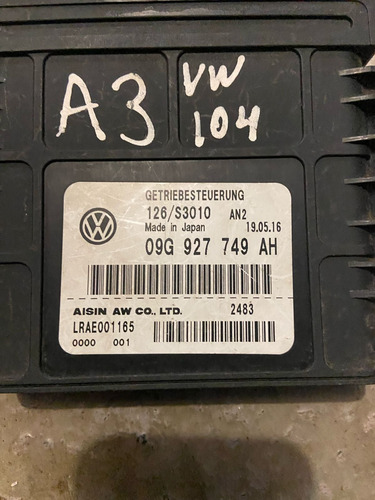 A3
VW
104
GETRIEBESTEUERUNG
126/S3010 AN2
Made in Japan 19.05.16
09G 927 749 AH
AISIN AW CO., LTD. 2483
LRAE001165
0000 001